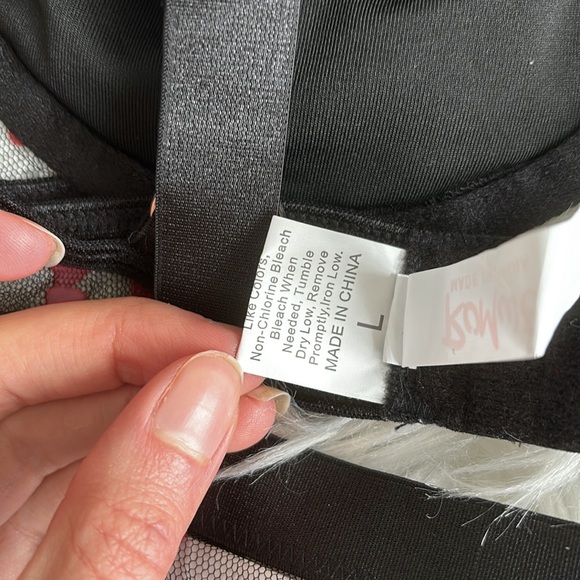 Like Colors,
Non-Chlorine Bleach
Bleach When
Needed, Tumble
Dry Low, Remove
Promptly,Iron Low.
MADE IN CHINA
L